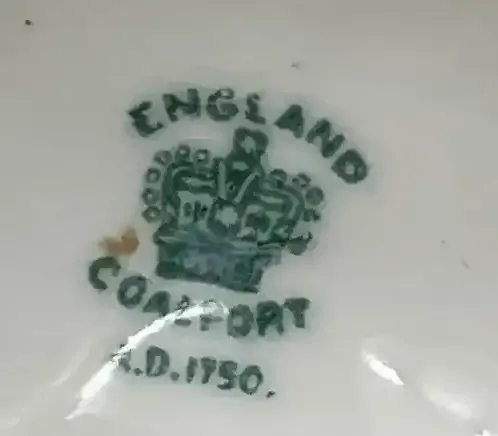 ENGLAND
COALPORT
A.D. 1750.